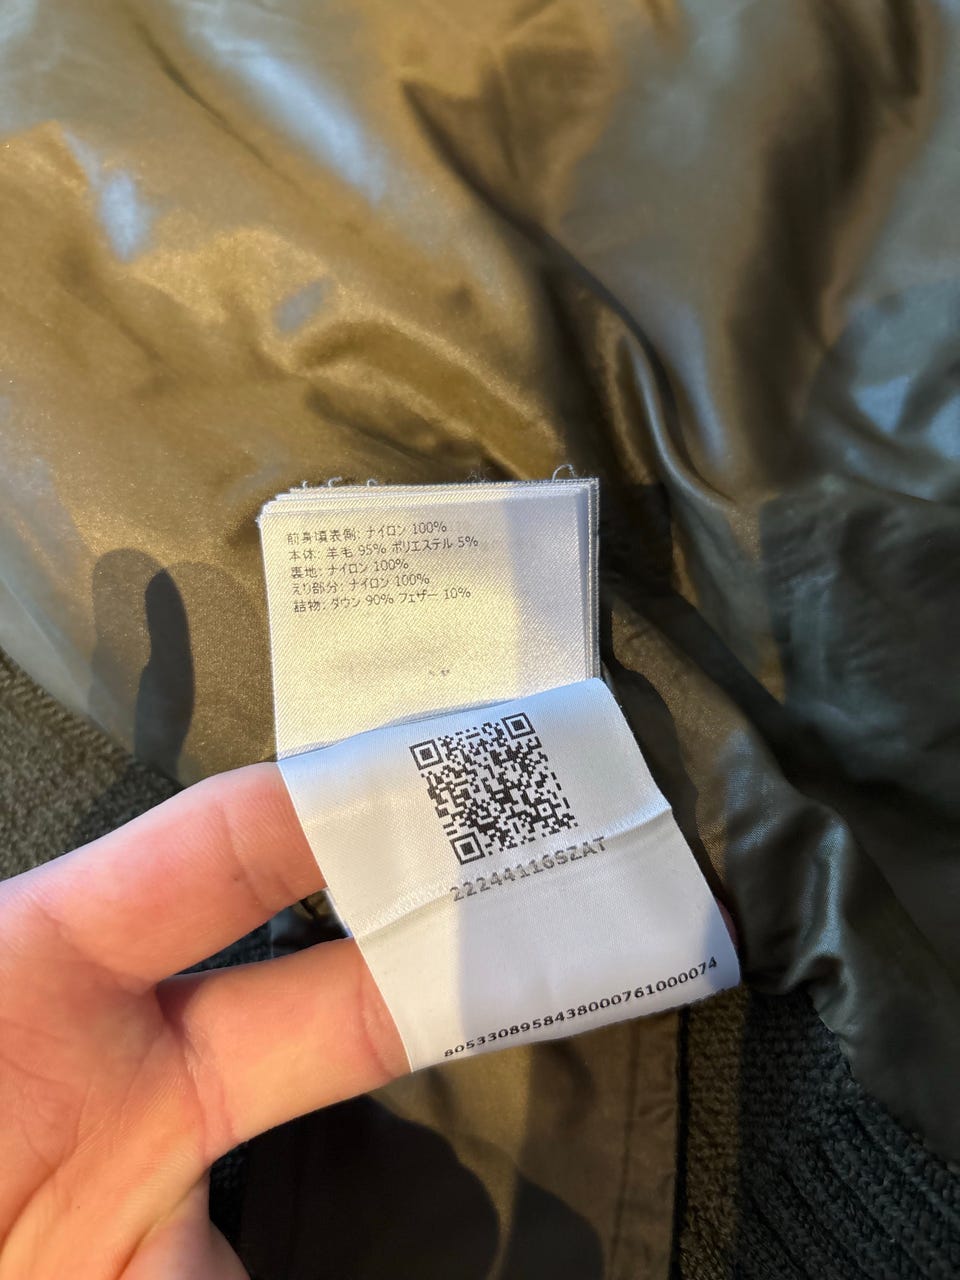 前身頃表側: ナイロン 100%
本体: 羊毛 95% ポリエステル 5%
裏地: ナイロン 100%
えり部分: ナイロン 100%
詰物: ダウン 90% フェザー 10%
22244116SZAT
8053308958438000761000074